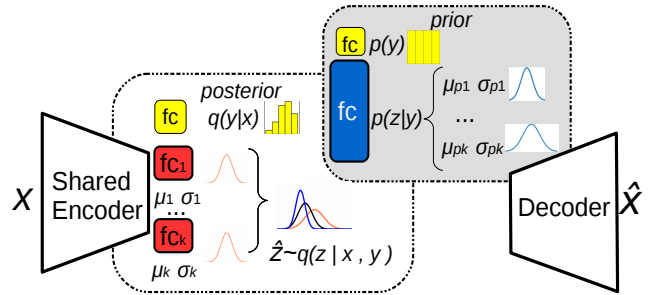 prior
fc p(y)
fc p(z|y)
μp1 σp1
...
μpk σpk
posterior
fc q(y|x)
fc1
μ1 σ1
...
fck
μk σk
ẑ~q(z | x , y )
x
Shared
Encoder
Decoder
x̂